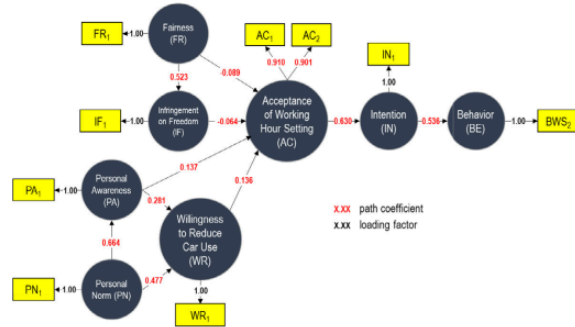 FR1
1.00
Fairness
(FR)
AC1
AC2
0.910
0.901
IN1
1.00
0.523
-0.089
IF1
1.00
Infringement
on Freedom
(IF)
-0.064
Acceptance
of Working
Hour Setting
(AC)
0.630
Intention
(IN)
0.536
Behavior
(BE)
1.00
BWS2
0.137
0.136
PA1
1.00
Personal
Awareness
(PA)
0.281
Willingness
to Reduce
Car Use
(WR)
x.xx path coefficient
x.xx loading factor
0.664
0.477
PN1
1.00
Personal
Norm (PN)
1.00
WR1